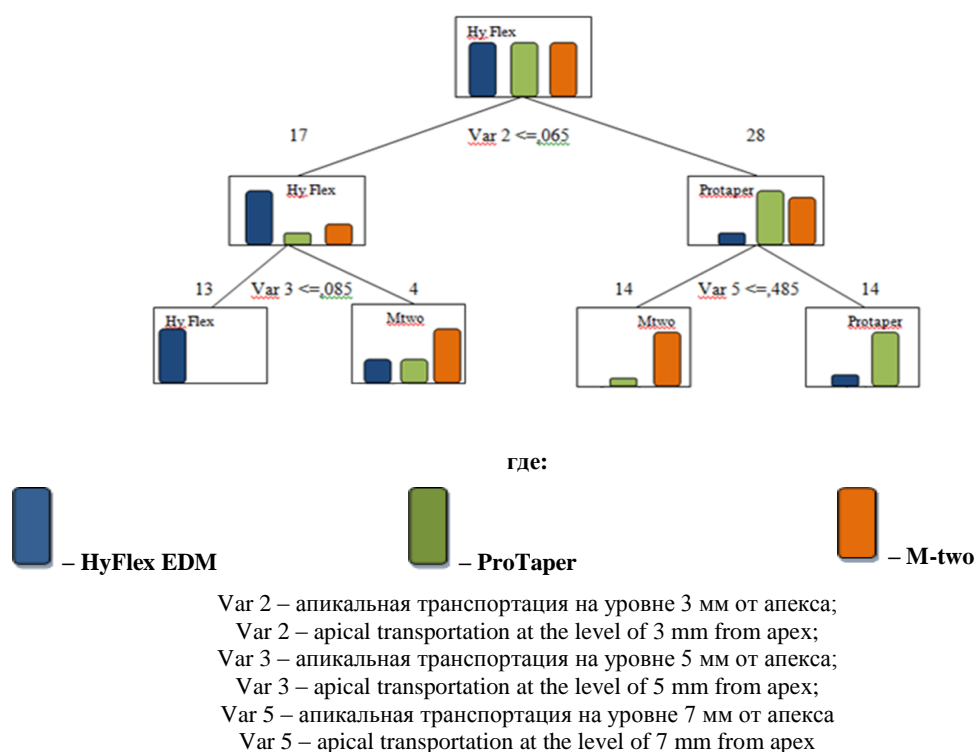 Hy Flex
17 Var 2 <=,065 28
Hy Flex Protaper
13 Var 3 <=,085 4 14 Var 5 <=,485 14
Hy Flex Mtwo Mtwo Protaper
где:
– HyFlex EDM – ProTaper – M-two
Var 2 – апикальная транспортация на уровне 3 мм от апекса;
Var 2 – apical transportation at the level of 3 mm from apex;
Var 3 – апикальная транспортация на уровне 5 мм от апекса;
Var 3 – apical transportation at the level of 5 mm from apex;
Var 5 – апикальная транспортация на уровне 7 мм от апекса
Var 5 – apical transportation at the level of 7 mm from apex